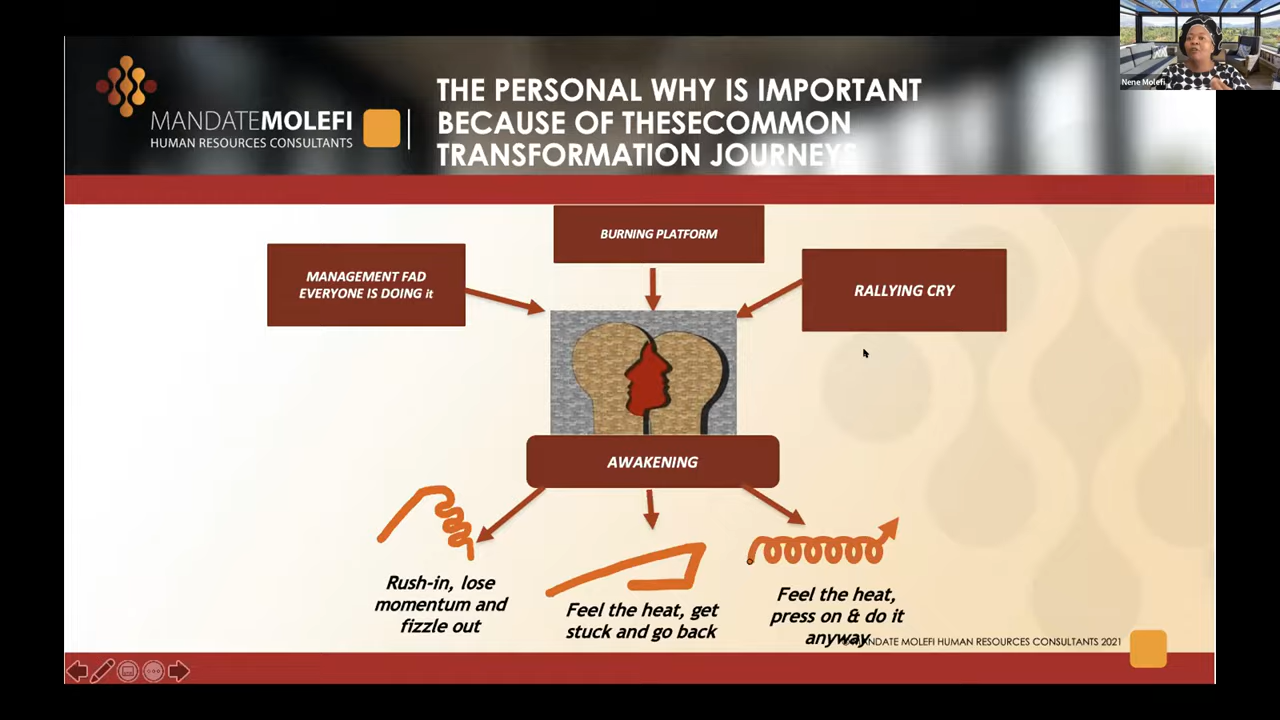 Nene Molefi
MANDATEMOLEFI
HUMAN RESOURCES CONSULTANTS
THE PERSONAL WHY IS IMPORTANT
BECAUSE OF THESECOMMON
TRANSFORMATION JOURNEYS
BURNING PLATFORM
MANAGEMENT FAD
EVERYONE IS DOING it
RALLYING CRY
AWAKENING
Rush-in, lose
momentum and
fizzle out
Feel the heat, get
stuck and go back
Feel the heat,
press on & do it
anyway
MANDATE MOLEFI HUMAN RESOURCES CONSULTANTS 2021